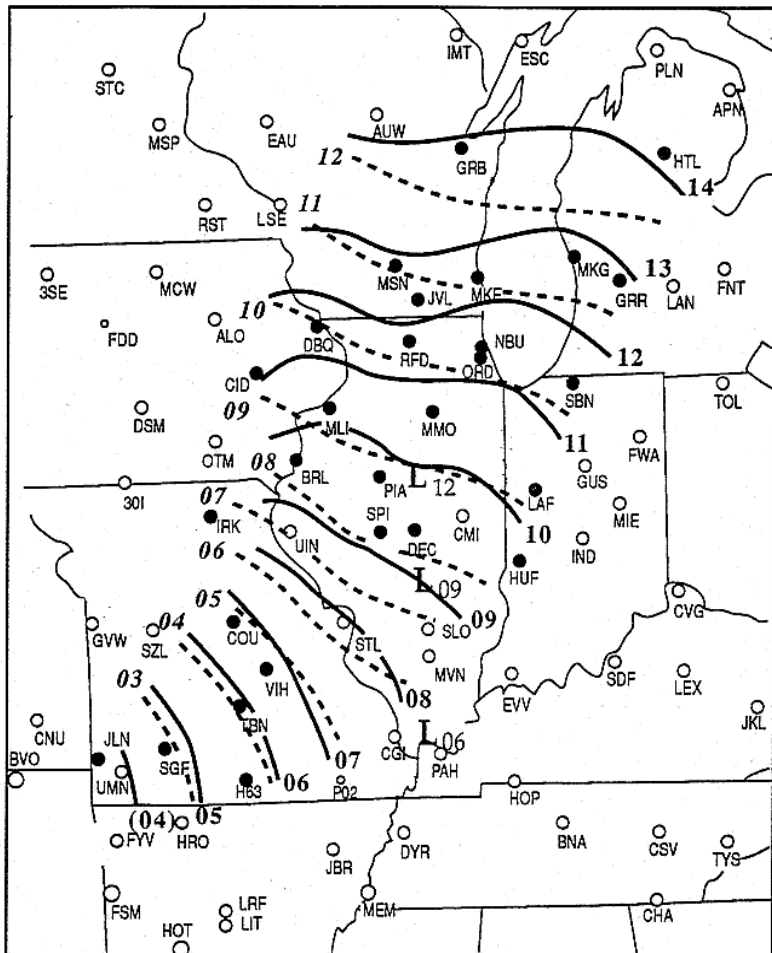 IMT
ESC
PLN
STC
APN
MSP
EAU
AUW
12
GRB
HTL
14
RST
LSE
11
3SE
MCW
MSN
MKG
13
MKE
GRR
LAN
FNT
JVL
10
FDD
ALO
DBQ
RFD
NBU
ORD
12
CID
SBN
TOL
09
DSM
MLI
MMO
11
OTM
FWA
08
BRL
GUS
30I
PIA
L 12
LAF
07
MIE
IRK
SPI
CMI
10
UIN
DEC
IND
06
HUF
05
L 09
09
CVG
04
GVW
SZL
COU
STL
SLO
03
VIH
MVN
SDF
LEX
08
EVV
TBN
CNU
JLN
CGI
L 06
JKL
BVO
SGF
07
PAH
UMN
H63
06
P02
HOP
(04)
05
FYV
HRO
DYR
BNA
CSV
TYS
JBR
FSM
LRF
MEM
LIT
CHA
HOT